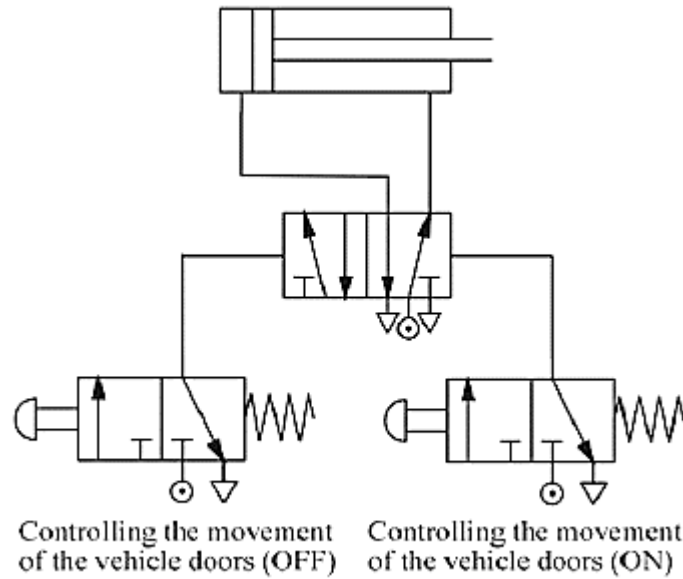 Controlling the movement
of the vehicle doors (OFF)
Controlling the movement
of the vehicle doors (ON)